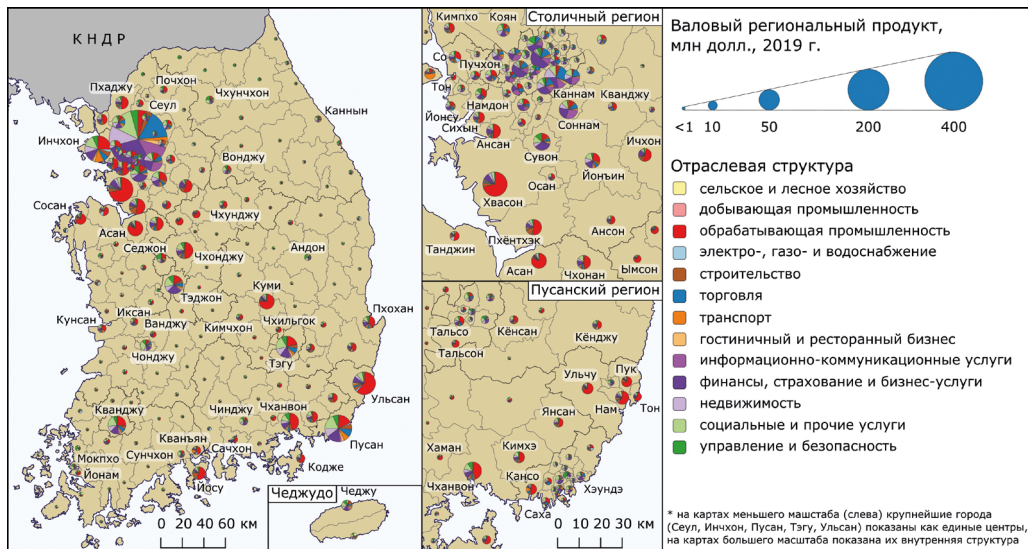 КНДР
Пхаджу
Почхон
Чхунчхон
Сеул
Каннын
Инчхон
Вонджу
Сосан
Чхунджу
Асан
Седжон
Чхонджу
Андон
Тэджон
Куми
Пхохан
Иксан
Кунсан
Ванджу
Кимчхон
Чхильгок
Чонджу
Тэгу
Ульсан
Кванджу
Чинджу
Чханвон
Пусан
Кванъян
Мокпхо
Сунчхон
Сачхон
Кодже
Йонам
Йосу
0 20 40 60 км
Чеджудо
Чеджу
Столичный регион
Кимпхо
Коян
Со
Пучхон
Тон
Каннам
Кванджу
Намдон
Йонсу
Соннам
Сихын
Ансан
Сувон
Ичхон
Йонъин
Осан
Хвасон
Ансон
Танджин
Пхёнтхэк
Асан
Чхонан
Ымсон
Пусанский регион
Тальсо
Кёнсан
Кёнджу
Тальсон
Ульчу
Пук
Нам
Тон
Янсан
Хаман
Кимхэ
Чханвон
Кансо
Хэундэ
Саха
0 10 20 30 км
Валовый региональный продукт,
млн долл., 2019 г.
<1 10 50 200 400
Отраслевая структура
сельское и лесное хозяйство
добывающая промышленность
обрабатывающая промышленность
электро-, газо- и водоснабжение
строительство
торговля
транспорт
гостиничный и ресторанный бизнес
информационно-коммуникационные услуги
финансы, страхование и бизнес-услуги
недвижимость
социальные и прочие услуги
управление и безопасность
* на картах меньшего машстаба (слева) крупнейшие города
(Сеул, Инчхон, Пусан, Тэгу, Ульсан) показаны как единые центры,
на картах большего масштаба показана их внутренняя структура